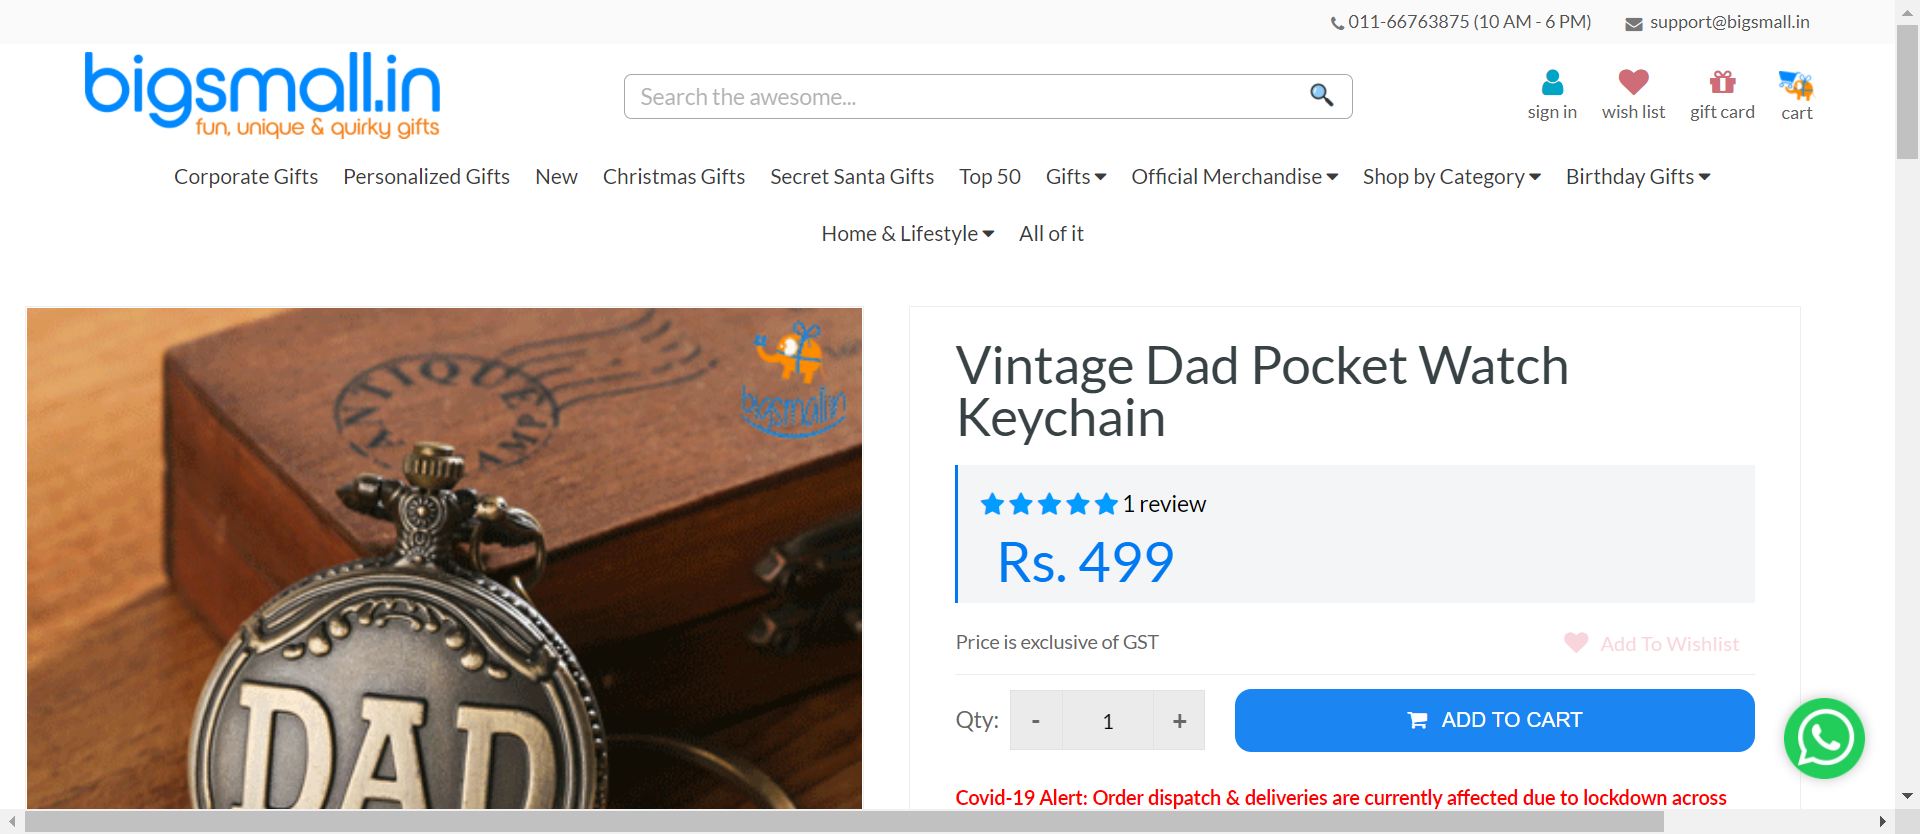 011-66763875 (10 AM - 6 PM) support@bigsmall.in
bigsmall.in
fun, unique & quirky gifts
Search the awesome...
sign in wish list gift card cart
Corporate Gifts Personalized Gifts New Christmas Gifts Secret Santa Gifts Top 50 Gifts Official Merchandise Shop by Category Birthday Gifts
Home & Lifestyle All of it
ANTIQUE
bigsmall.in
DAD
Vintage Dad Pocket Watch
Keychain
1 review
Rs. 499
Price is exclusive of GST Add To Wishlist
Qty: - 1 + ADD TO CART
Covid-19 Alert: Order dispatch & deliveries are currently affected due to lockdown across